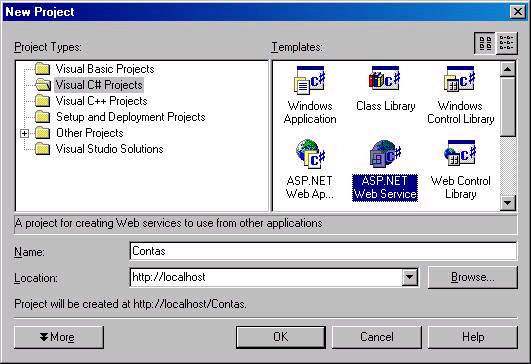 New Project
Project Types:
Templates:
Visual Basic Projects
Visual C# Projects
Visual C++ Projects
Setup and Deployment Projects
Other Projects
Visual Studio Solutions
Windows Application
Class Library
Windows Control Library
ASP.NET Web Ap...
ASP.NET Web Service
Web Control Library
A project for creating Web services to use from other applications
Name:
Contas
Location:
http://localhost
Browse...
Project will be created at http://localhost/Contas.
More
OK
Cancel
Help